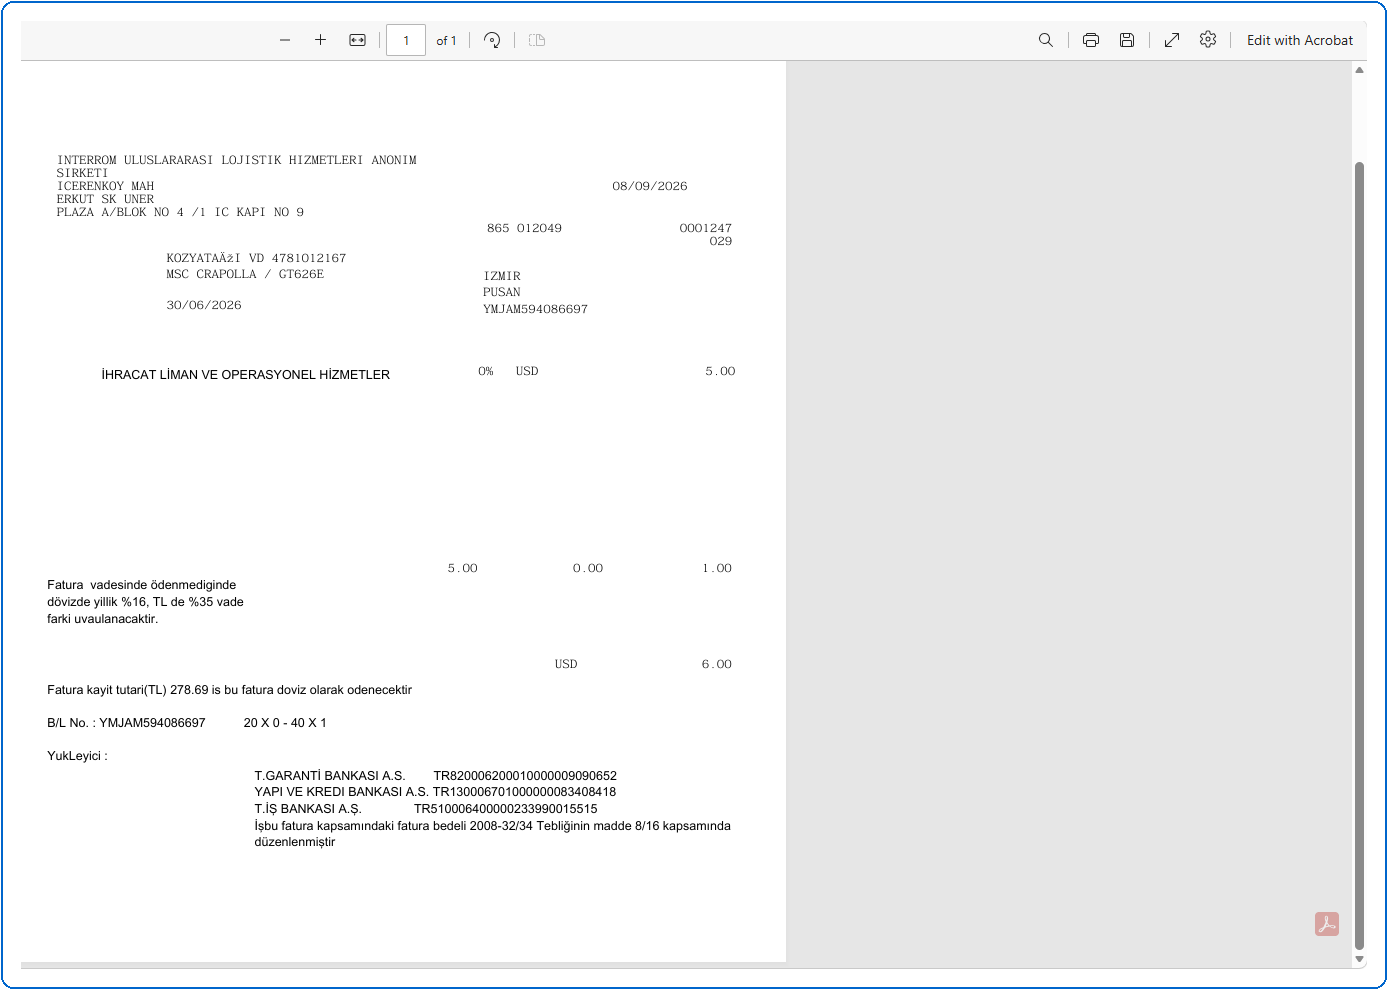 1 of 1 Edit with Acrobat
INTERROM ULUSLARARASI LOJISTIK HIZMETLERI ANONIM
SIRKETI
ICERENKOY MAH 08/09/2026
ERKUT SK UNER
PLAZA A/BLOK NO 4 /1 IC KAPI NO 9
865 012049 0001247
029
KOZYATAÄžI VD 4781012167
MSC CRAPOLLA / GT626E IZMIR
PUSAN
30/06/2026 YMJAM594086697
İHRACAT LİMAN VE OPERASYONEL HİZMETLER 0% USD 5.00
5.00 0.00 1.00
Fatura vadesinde ödenmediginde
dövizde yillik %16, TL de %35 vade
farki uvaulanacaktir.
USD 6.00
Fatura kayit tutari(TL) 278.69 is bu fatura doviz olarak odenecektir
B/L No. : YMJAM594086697 20 X 0 - 40 X 1
YukLeyici :
T.GARANTİ BANKASI A.S. TR820006200010000009090652
YAPI VE KREDI BANKASI A.S. TR130006701000000083408418
T.İŞ BANKASI A.Ş. TR510006400000233990015515
İşbu fatura kapsamındaki fatura bedeli 2008-32/34 Tebliğinin madde 8/16 kapsamında
düzenlenmiştir